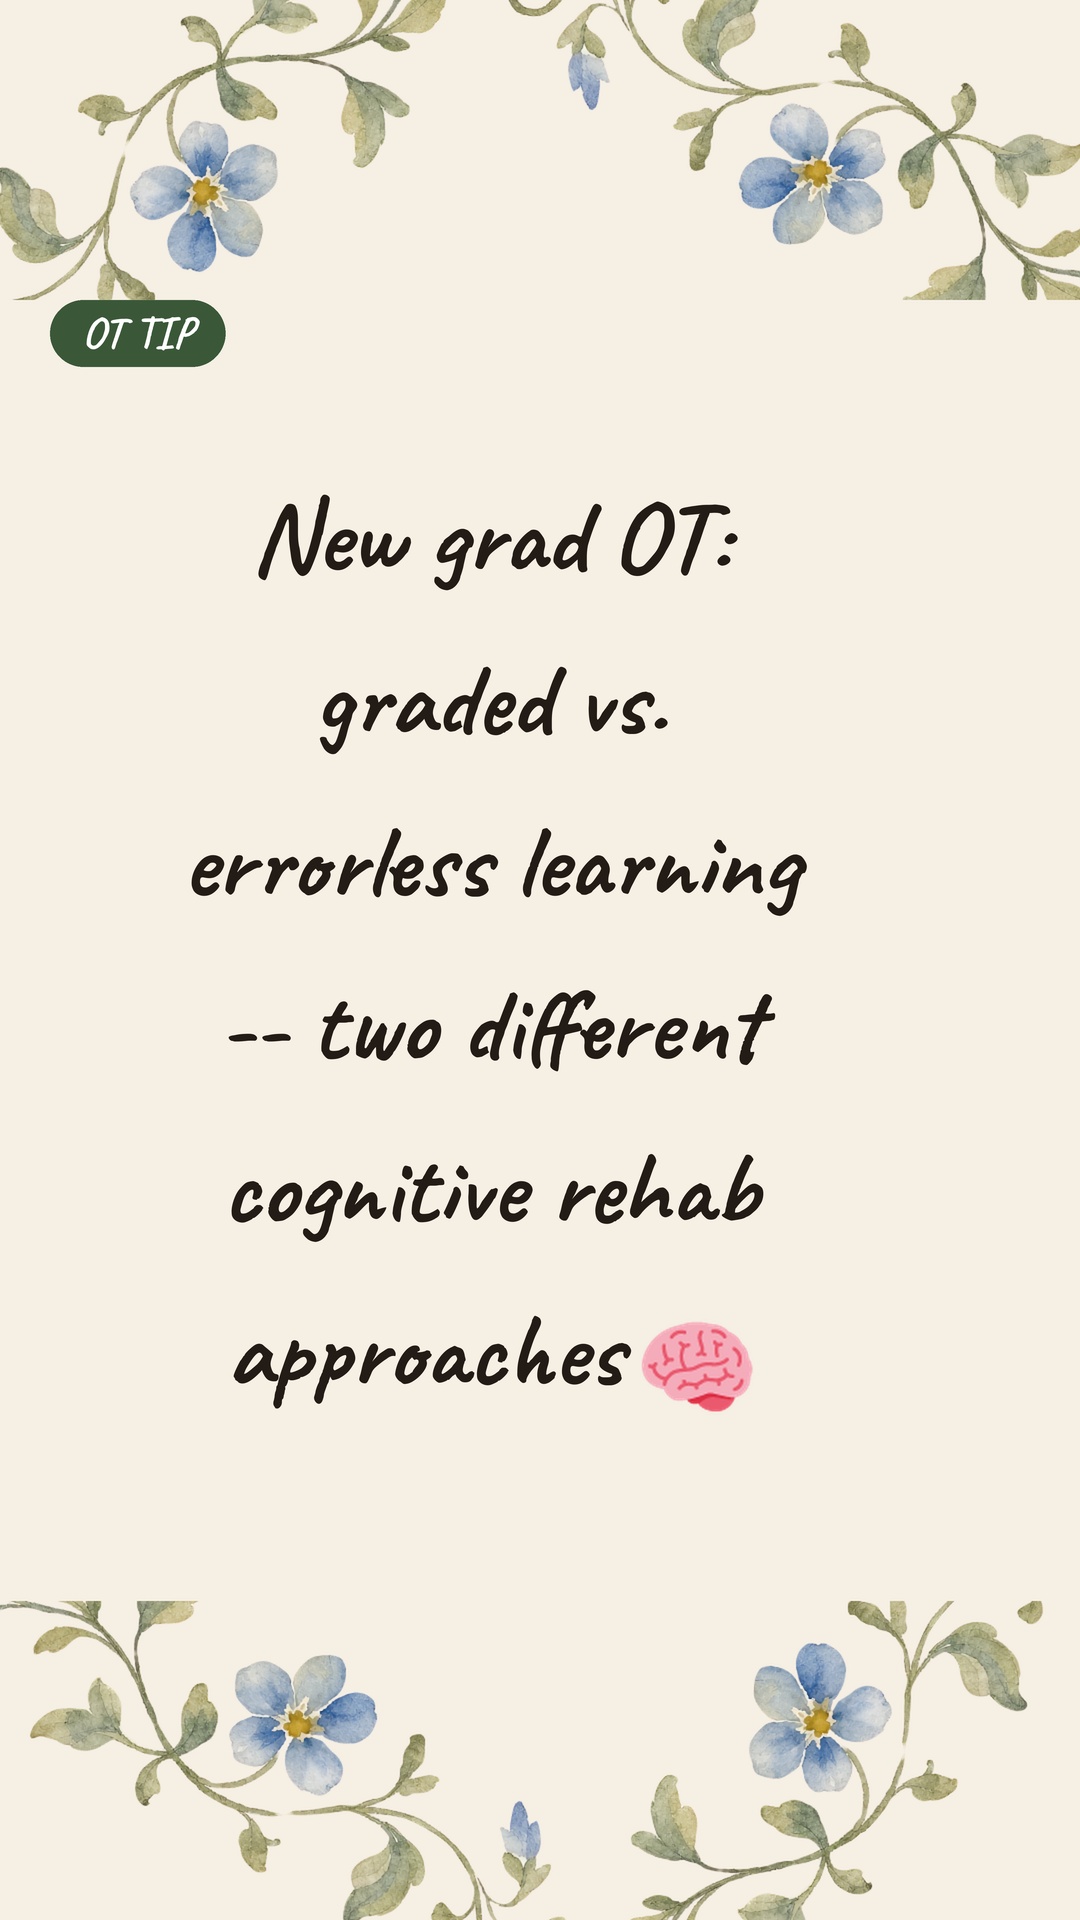 OT TIP
New grad OT:
graded vs.
errorless learning
-- two different
cognitive rehab
approaches🧠